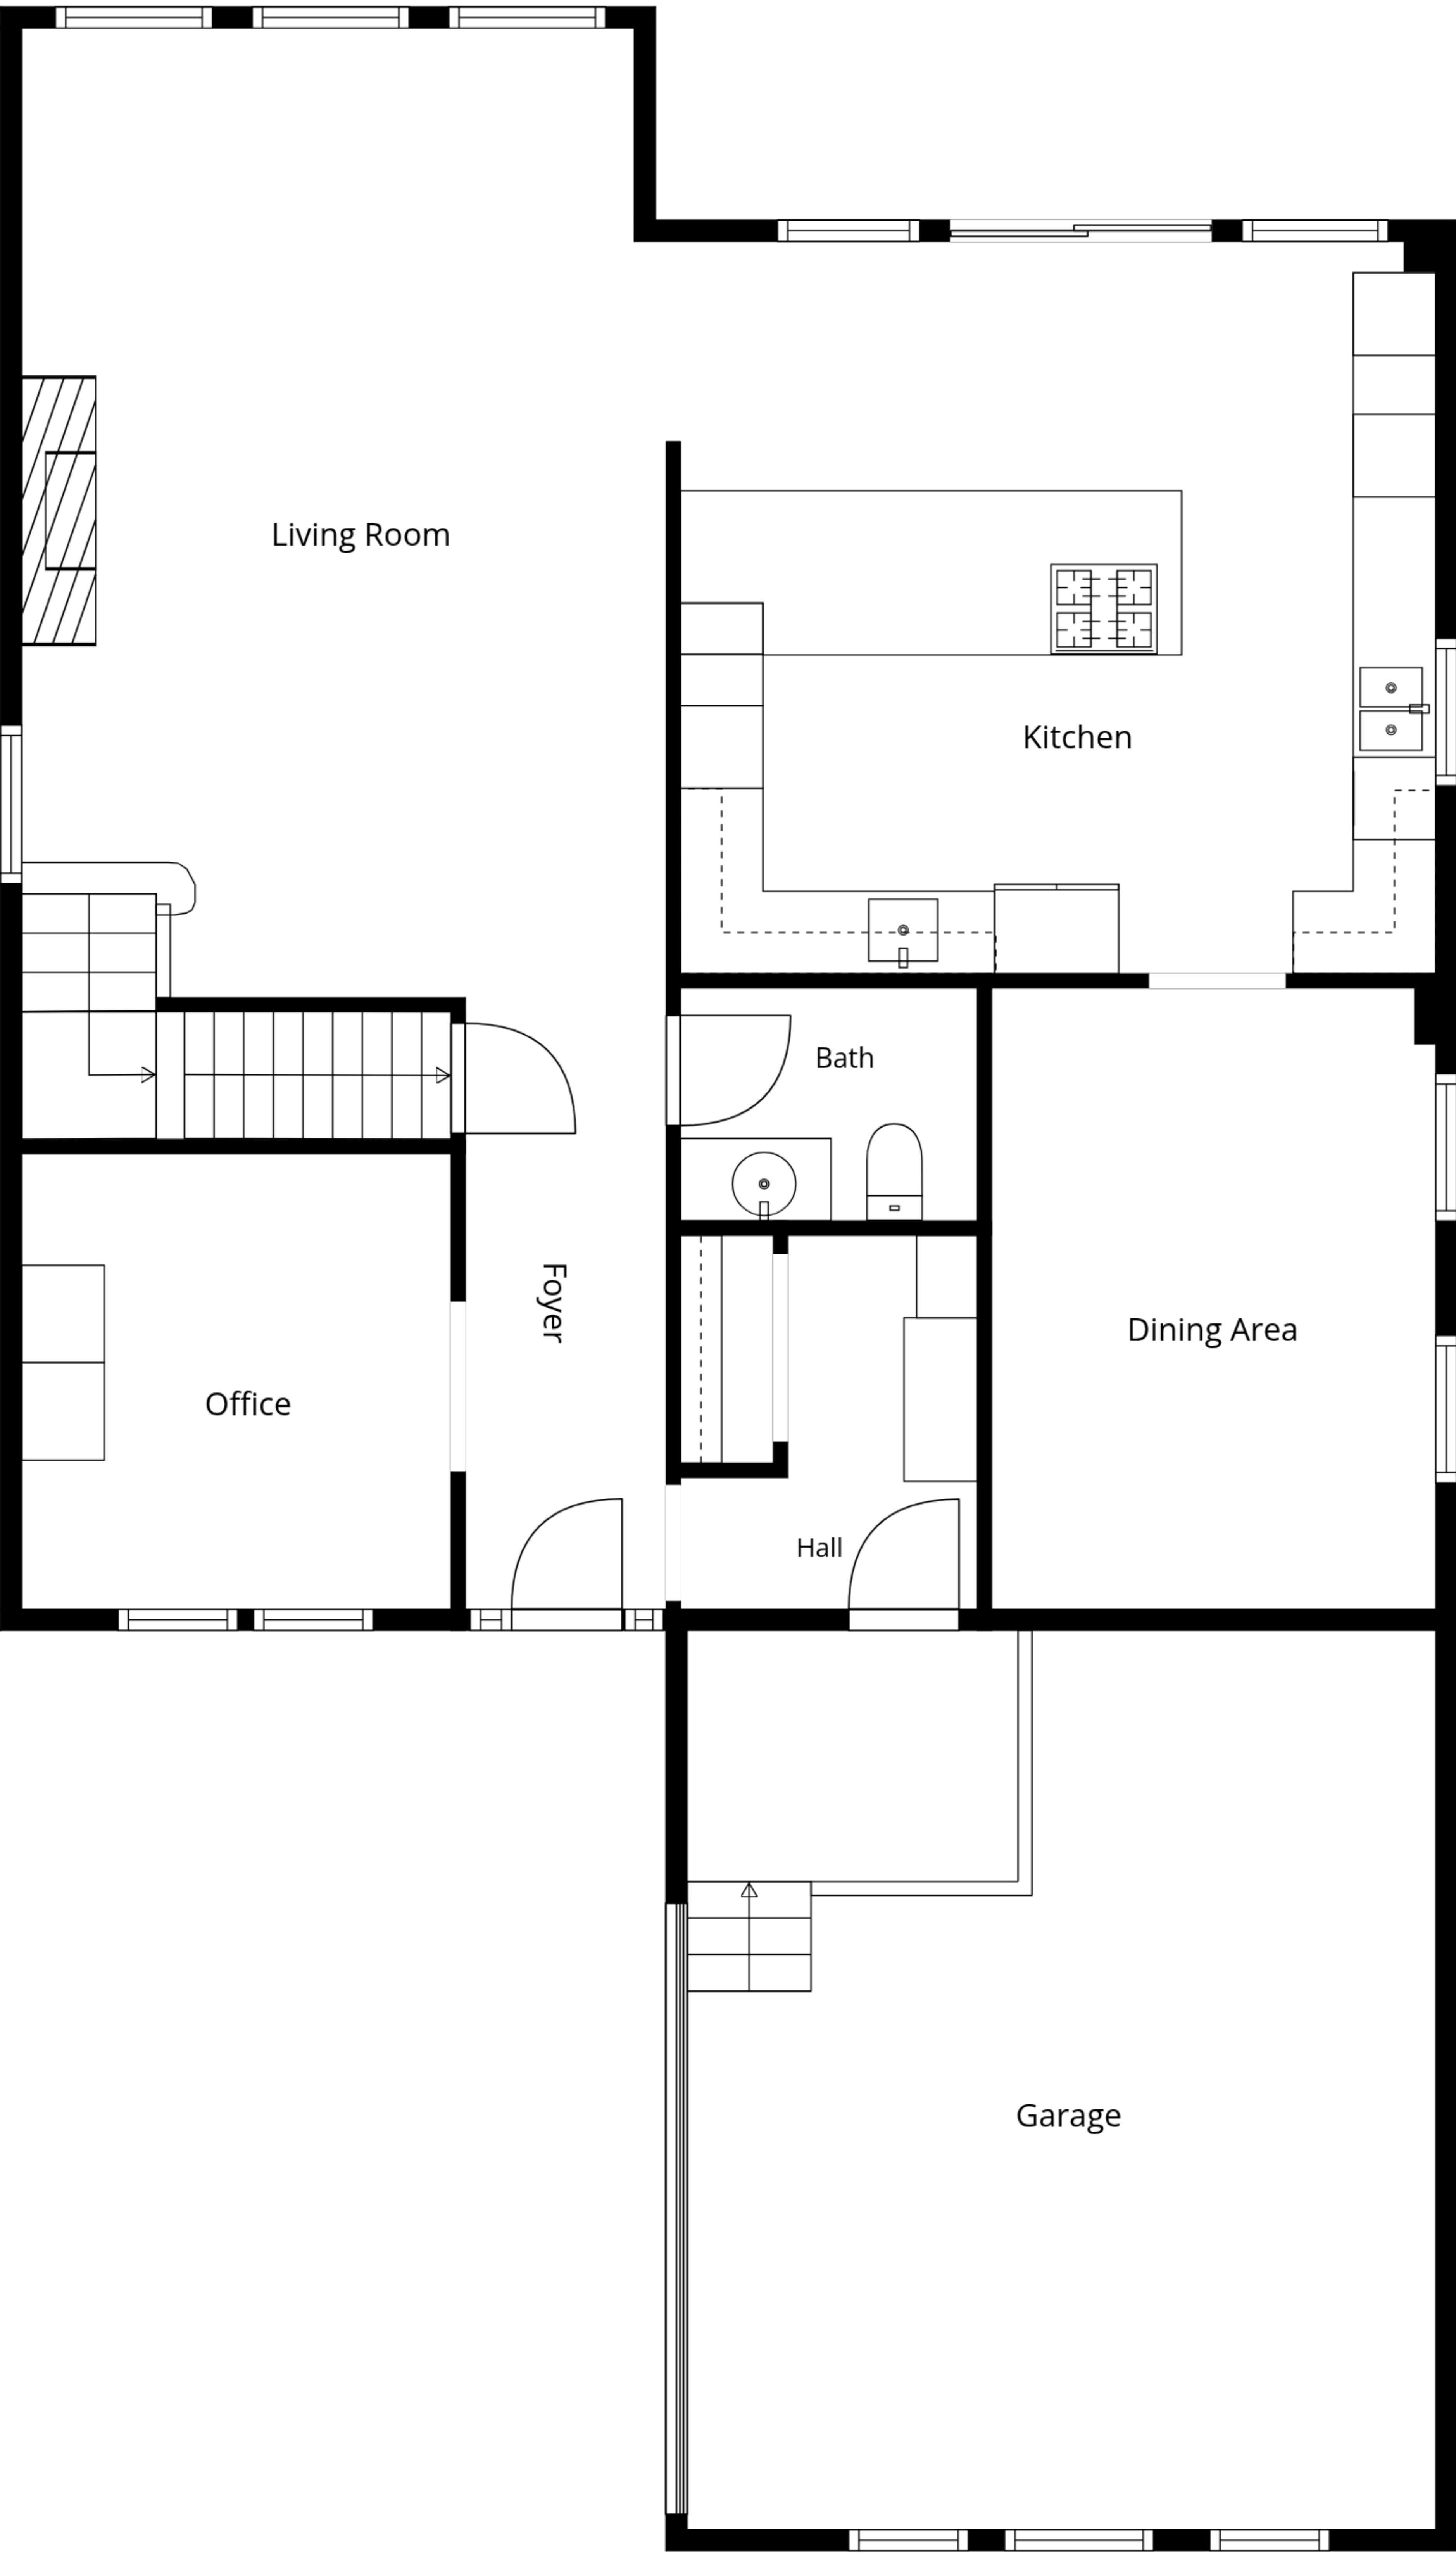 Living Room
Kitchen
Bath
Foyer
Dining Area
Office
Hall
Garage